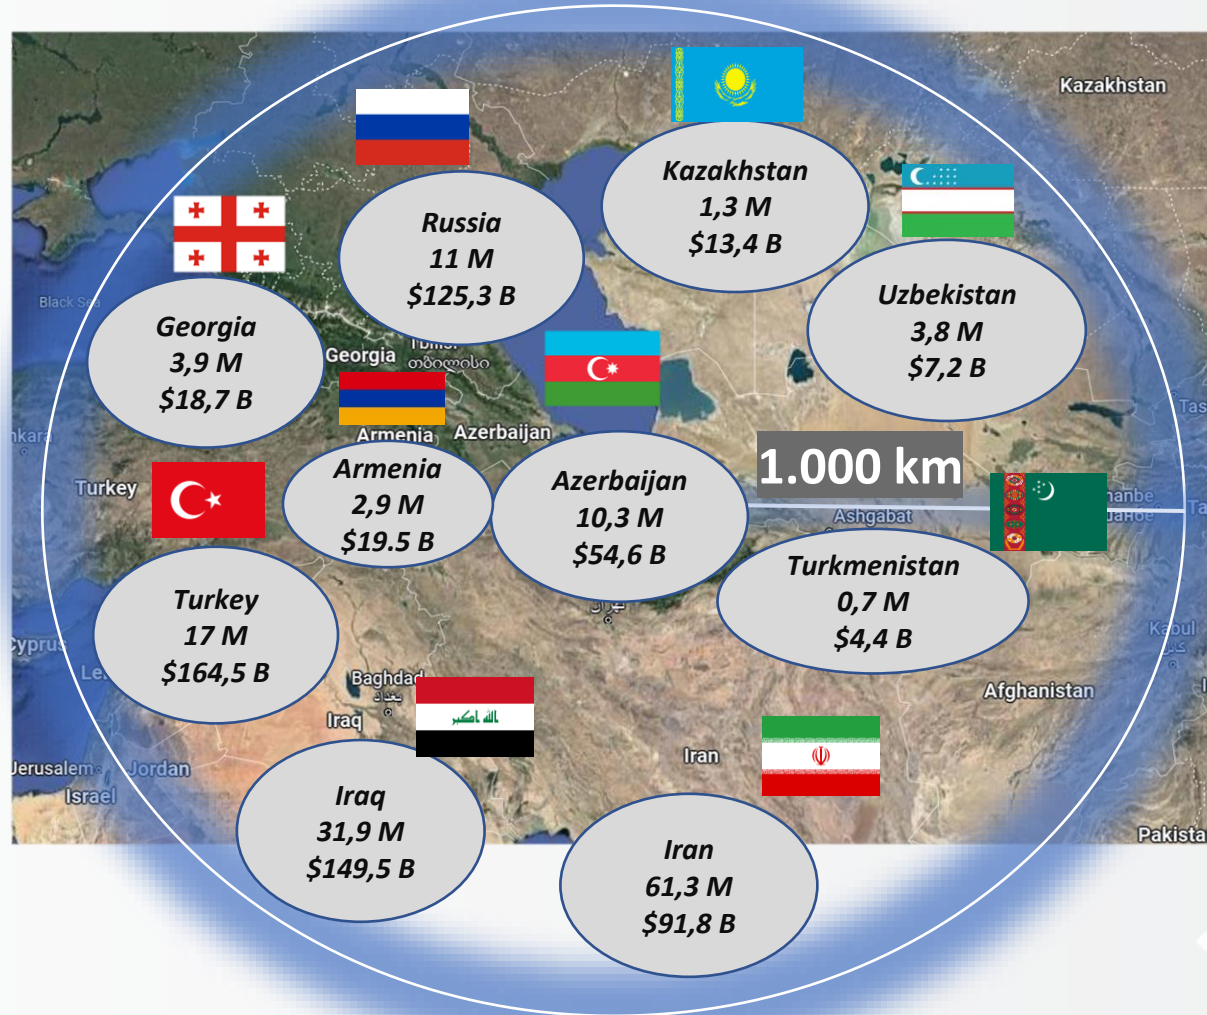 Kazakhstan
Kazakhstan
1,3 M
$13,4 B
Russia
11 M
$125,3 B
Uzbekistan
3,8 M
$7,2 B
Black Sea
Georgia
3,9 M
$18,7 B
Georgia
თბილისი
Armenia
Azerbaijan
Armenia
2,9 M
$19.5 B
Azerbaijan
10,3 M
$54,6 B
1.000 km
Ashgabat
Turkey
Turkmenistan
0,7 M
$4,4 B
Turkey
17 M
$164,5 B
Kabul
Baghdad
بغداد
Iraq
الله اكبر
Afghanistan
Iran
Jerusalem
Jordan
Israel
Iraq
31,9 M
$149,5 B
Iran
61,3 M
$91,8 B
Pakista